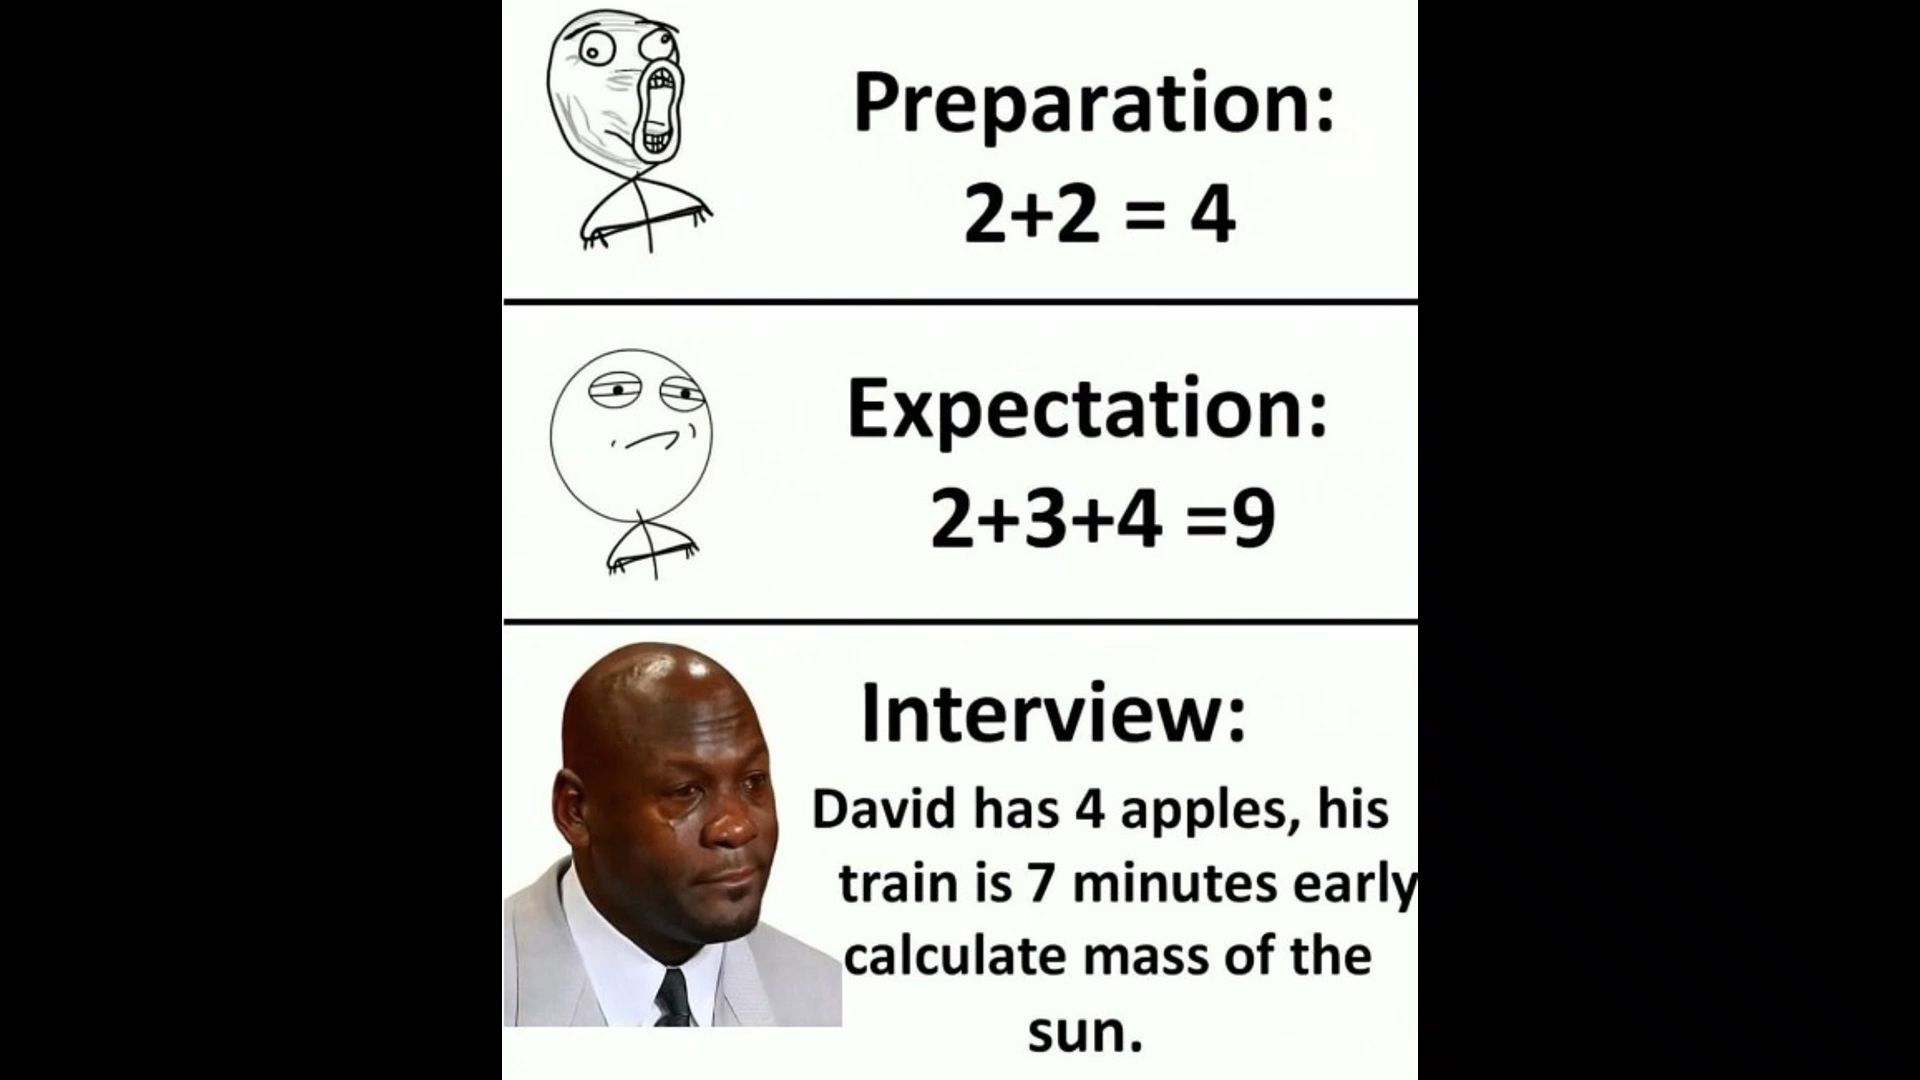 Preparation:
2+2 = 4
Expectation:
2+3+4 =9
Interview:
David has 4 apples, his
train is 7 minutes early
calculate mass of the
sun.